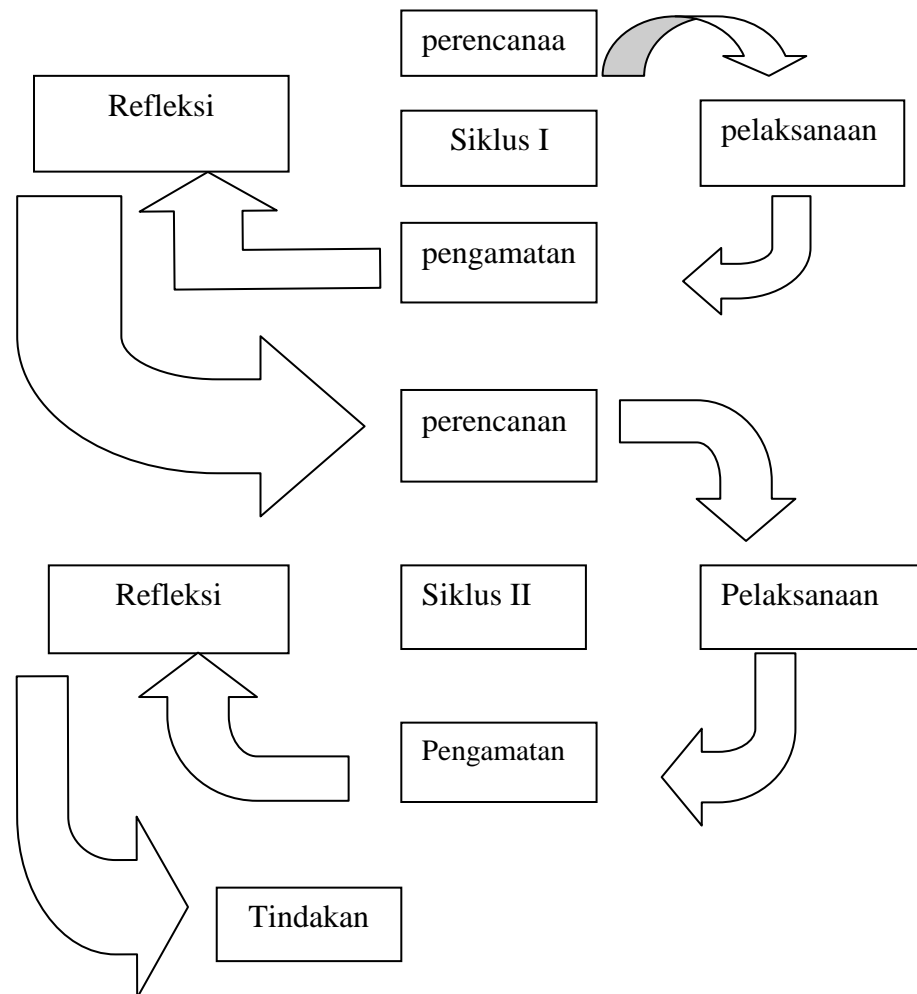 perencanaa
Refleksi
Siklus I
pelaksanaan
pengamatan
perencanan
Refleksi
Siklus II
Pelaksanaan
Pengamatan
Tindakan